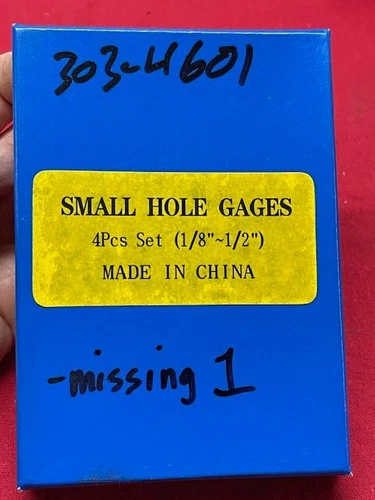 303-4601
SMALL HOLE GAGES
4Pcs Set (1/8"~1/2")
MADE IN CHINA
-missing 1